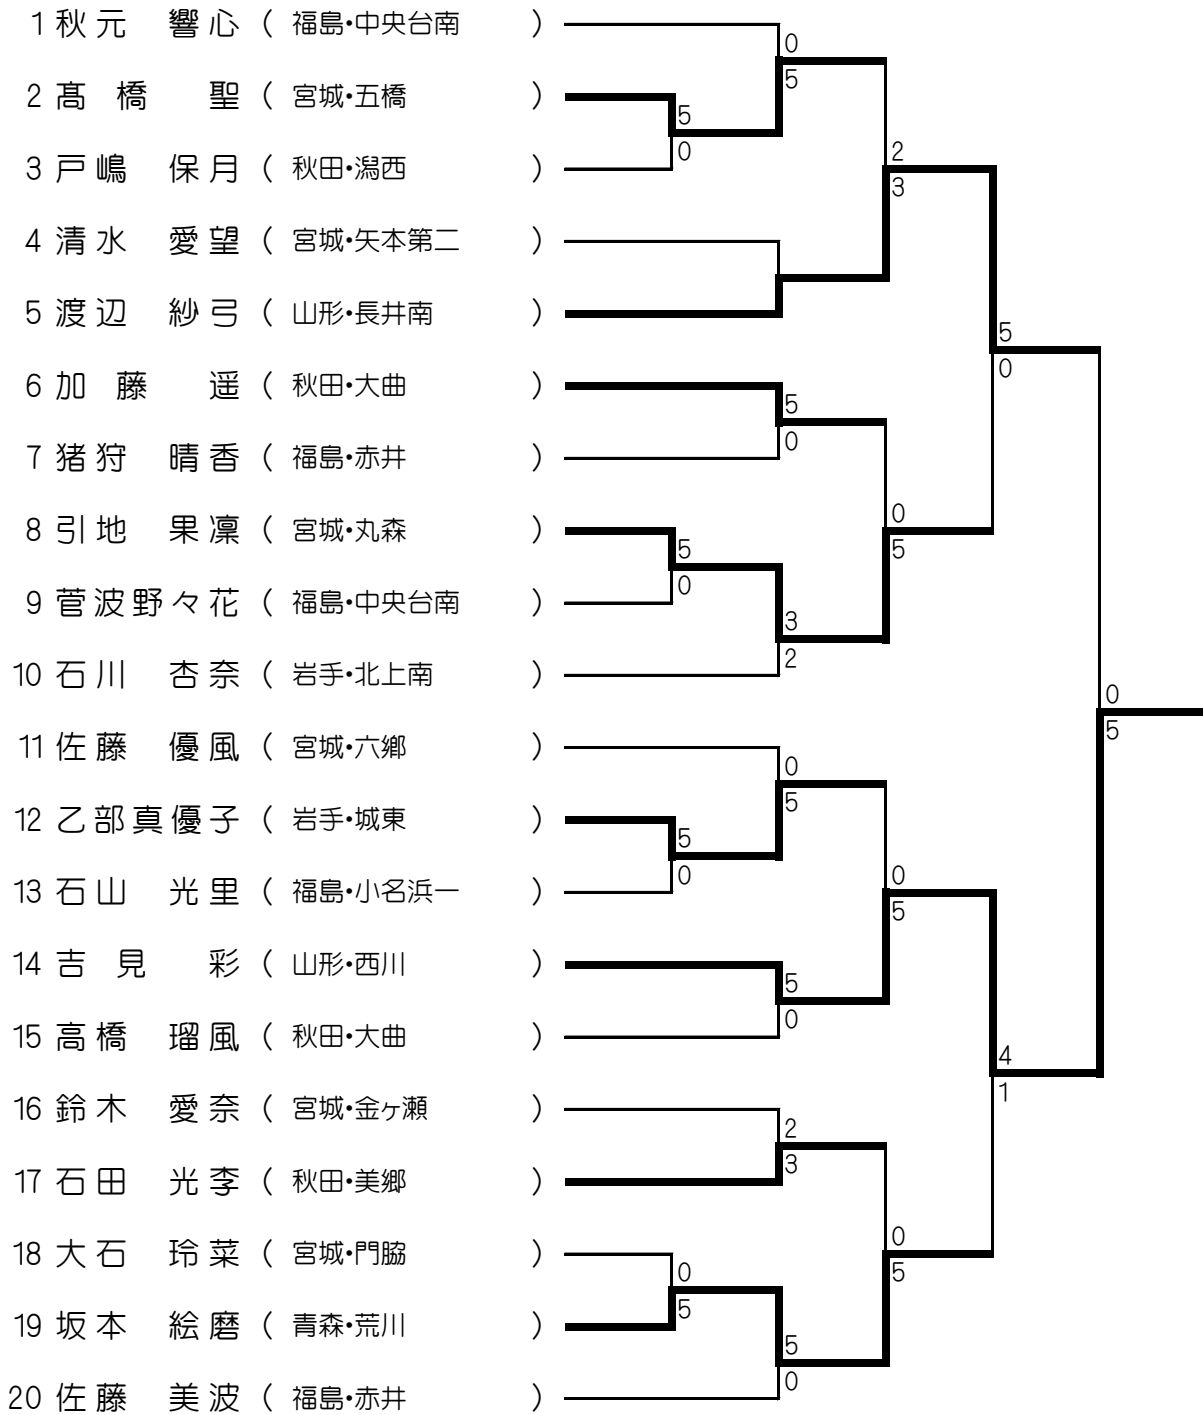 1 秋元 響心 ( 福島・中央台南 )
0
5
2 髙橋 聖 ( 宮城・五橋 )
5
0
3 戸嶋 保月 ( 秋田・潟西 )
2
3
4 清水 愛望 ( 宮城・矢本第二 )
5 渡辺 紗弓 ( 山形・長井南 )
5
0
6 加藤 遥 ( 秋田・大曲 )
5
0
7 猪狩 晴香 ( 福島・赤井 )
8 引地 果凛 ( 宮城・丸森 )
0
5
5
0
9 菅波野々花 ( 福島・中央台南 )
3
2
10 石川 杏奈 ( 岩手・北上南 )
0
5
11 佐藤 優風 ( 宮城・六郷 )
0
5
12 乙部真優子 ( 岩手・城東 )
5
0
13 石山 光里 ( 福島・小名浜一 )
0
5
14 吉見 彩 ( 山形・西川 )
5
0
15 高橋 瑠風 ( 秋田・大曲 )
4
1
16 鈴木 愛奈 ( 宮城・金ヶ瀬 )
2
3
17 石田 光李 ( 秋田・美郷 )
0
5
18 大石 玲菜 ( 宮城・門脇 )
0
5
19 坂本 絵磨 ( 青森・荒川 )
5
0
20 佐藤 美波 ( 福島・赤井 )